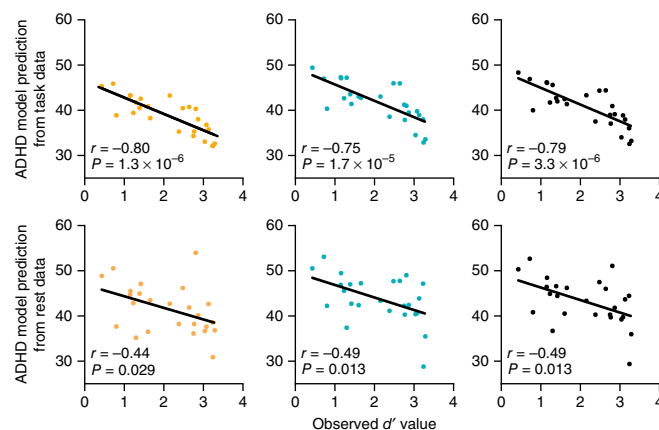 ADHD model prediction
from task data
60
50
40
30
r = −0.80
P = 1.3 × 10−6
0 1 2 3 4
60
50
40
30
r = −0.75
P = 1.7 × 10−5
0 1 2 3 4
60
50
40
30
r = −0.79
P = 3.3 × 10−6
0 1 2 3 4
ADHD model prediction
from rest data
60
50
40
30
r = −0.44
P = 0.029
0 1 2 3 4
60
50
40
30
r = −0.49
P = 0.013
0 1 2 3 4
60
50
40
30
r = −0.49
P = 0.013
0 1 2 3 4
Observed d′ value